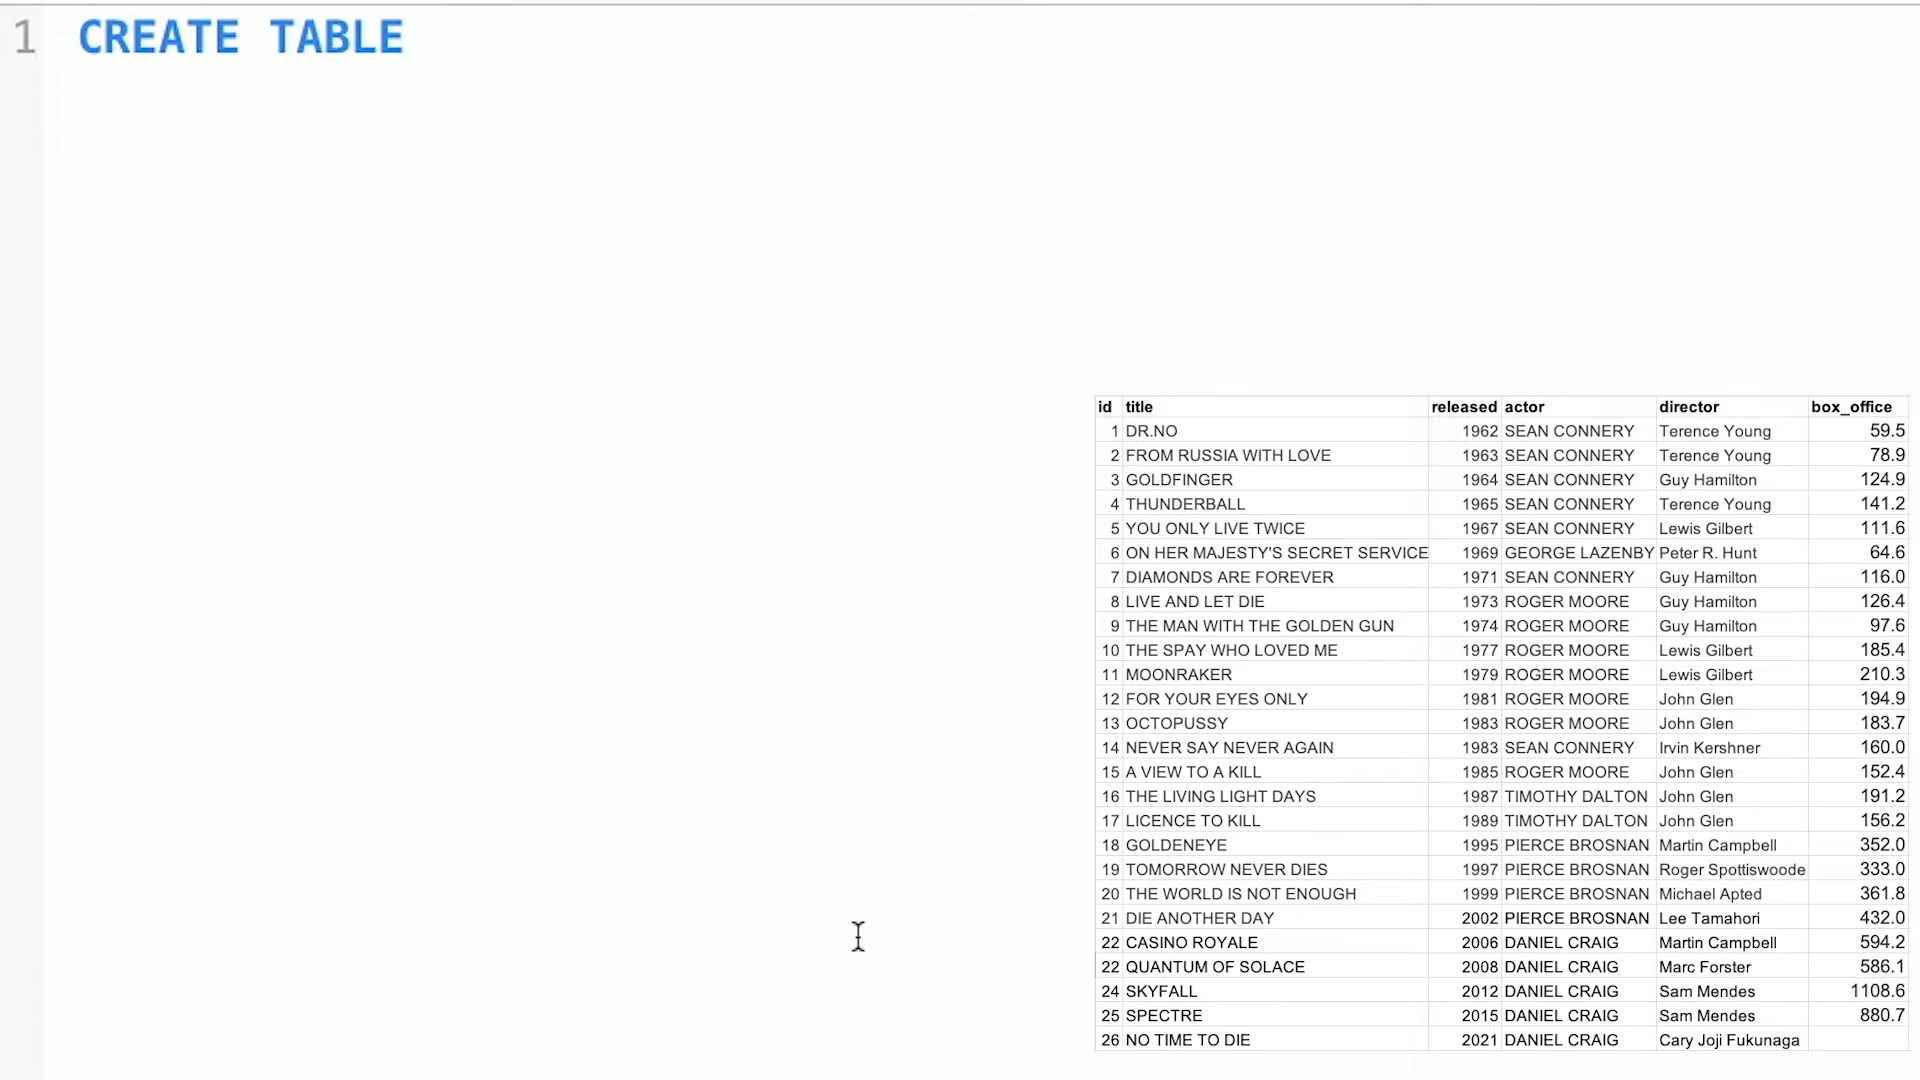 1 CREATE TABLE
id title released actor director box_office
1 DR.NO 1962 SEAN CONNERY Terence Young 59.5
2 FROM RUSSIA WITH LOVE 1963 SEAN CONNERY Terence Young 78.9
3 GOLDFINGER 1964 SEAN CONNERY Guy Hamilton 124.9
4 THUNDERBALL 1965 SEAN CONNERY Terence Young 141.2
5 YOU ONLY LIVE TWICE 1967 SEAN CONNERY Lewis Gilbert 111.6
6 ON HER MAJESTY'S SECRET SERVICE 1969 GEORGE LAZENBY Peter R. Hunt 64.6
7 DIAMONDS ARE FOREVER 1971 SEAN CONNERY Guy Hamilton 116.0
8 LIVE AND LET DIE 1973 ROGER MOORE Guy Hamilton 126.4
9 THE MAN WITH THE GOLDEN GUN 1974 ROGER MOORE Guy Hamilton 97.6
10 THE SPAY WHO LOVED ME 1977 ROGER MOORE Lewis Gilbert 185.4
11 MOONRAKER 1979 ROGER MOORE Lewis Gilbert 210.3
12 FOR YOUR EYES ONLY 1981 ROGER MOORE John Glen 194.9
13 OCTOPUSSY 1983 ROGER MOORE John Glen 183.7
14 NEVER SAY NEVER AGAIN 1983 SEAN CONNERY Irvin Kershner 160.0
15 A VIEW TO A KILL 1985 ROGER MOORE John Glen 152.4
16 THE LIVING LIGHT DAYS 1987 TIMOTHY DALTON John Glen 191.2
17 LICENCE TO KILL 1989 TIMOTHY DALTON John Glen 156.2
18 GOLDENEYE 1995 PIERCE BROSNAN Martin Campbell 352.0
19 TOMORROW NEVER DIES 1997 PIERCE BROSNAN Roger Spottiswoode 333.0
20 THE WORLD IS NOT ENOUGH 1999 PIERCE BROSNAN Michael Apted 361.8
21 DIE ANOTHER DAY 2002 PIERCE BROSNAN Lee Tamahori 432.0
22 CASINO ROYALE 2006 DANIEL CRAIG Martin Campbell 594.2
22 QUANTUM OF SOLACE 2008 DANIEL CRAIG Marc Forster 586.1
24 SKYFALL 2012 DANIEL CRAIG Sam Mendes 1108.6
25 SPECTRE 2015 DANIEL CRAIG Sam Mendes 880.7
26 NO TIME TO DIE 2021 DANIEL CRAIG Cary Joji Fukunaga